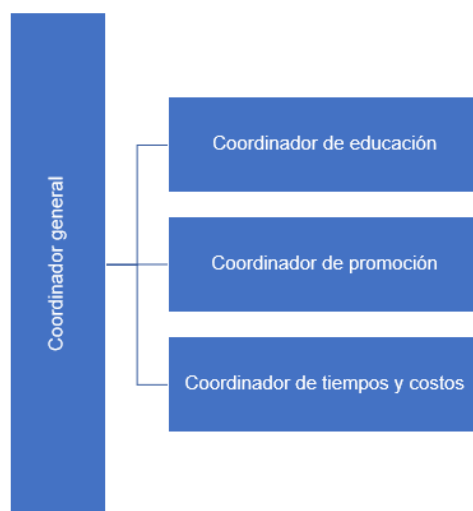 Coordinador general
Coordinador de educación
Coordinador de promoción
Coordinador de tiempos y costos